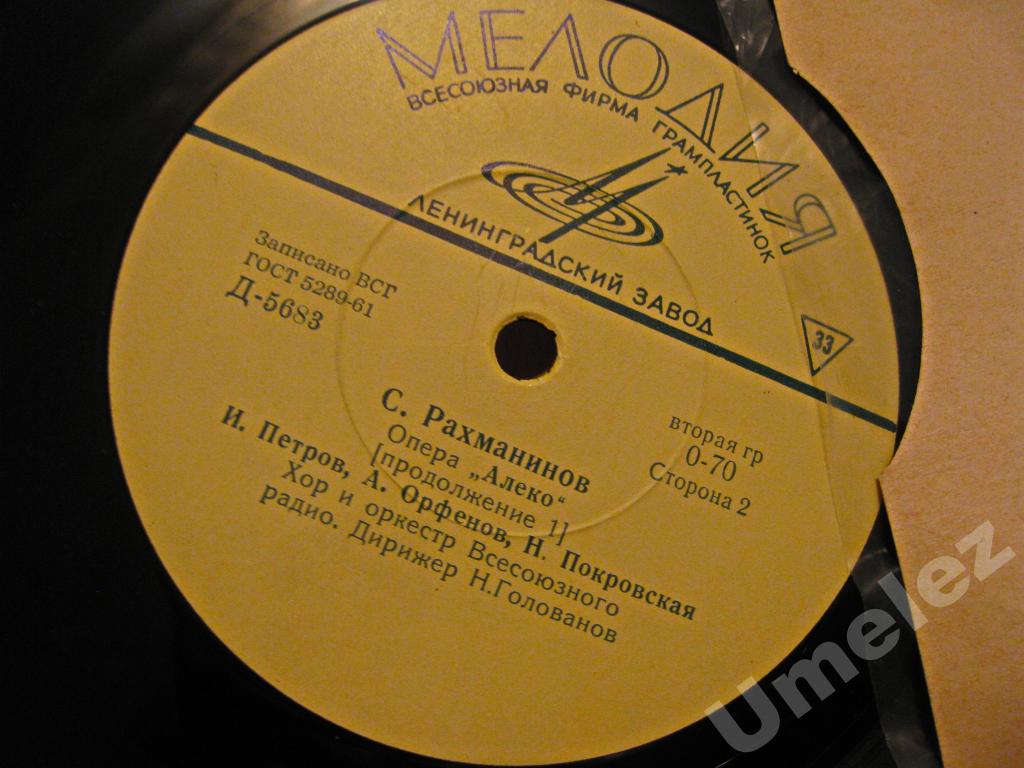 МЕЛОДИЯ
ВСЕСОЮЗНАЯ ФИРМА ГРАМПЛАСТИНОК
ЛЕНИНГРАДСКИЙ ЗАВОД
33
Записано ВСГ
ГОСТ 5289-61
Д-5683
вторая гр
0-70
Сторона 2
С. Рахманинов
Опера „Алеко“
[продолжение 1]
И. Петров, А. Орфенов, Н. Покровская
Хор и оркестр Всесоюзного
радио. Дирижер Н.Голованов
Umelez